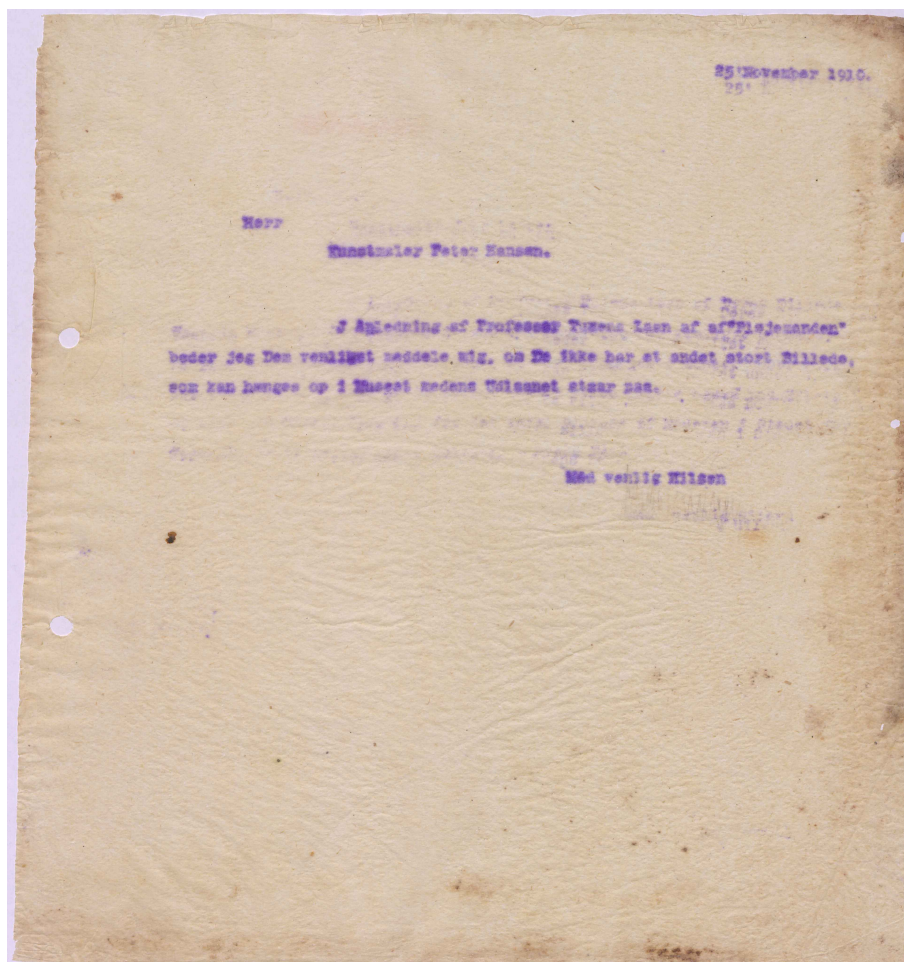 25'November 1910.
Herr
Kunstmaler Peter Hansen.
J Anledning af Professor Tuxens Laan af af"Pløjemanden"
beder jeg Dem venligst meddele mig, om De ikke har et andet stort Billede,
som kan hænges op i Museet medens Udlaanet staar paa.
Med venlig Hilsen